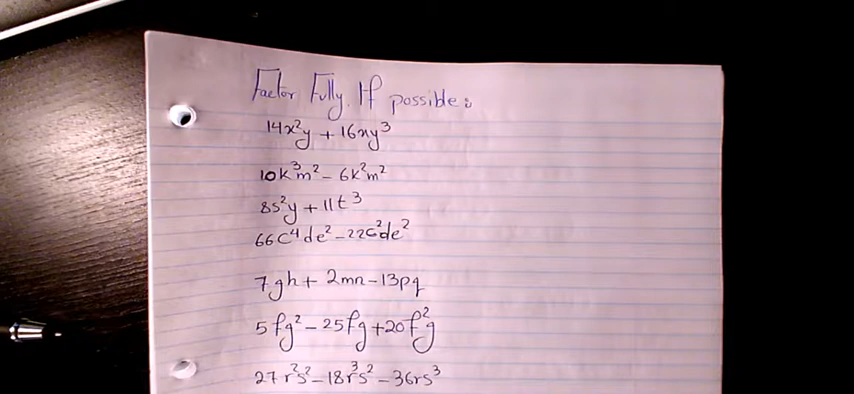 Factor Fully. If possible:
14x²y + 16xy³
10k³m² - 6k²m²
8s²y + 11t³
66c⁴de² - 22c²de²
7gh + 2mn - 13pq
5fg² - 25fg + 20f²g
27r²s² - 18r³s² - 36rs³